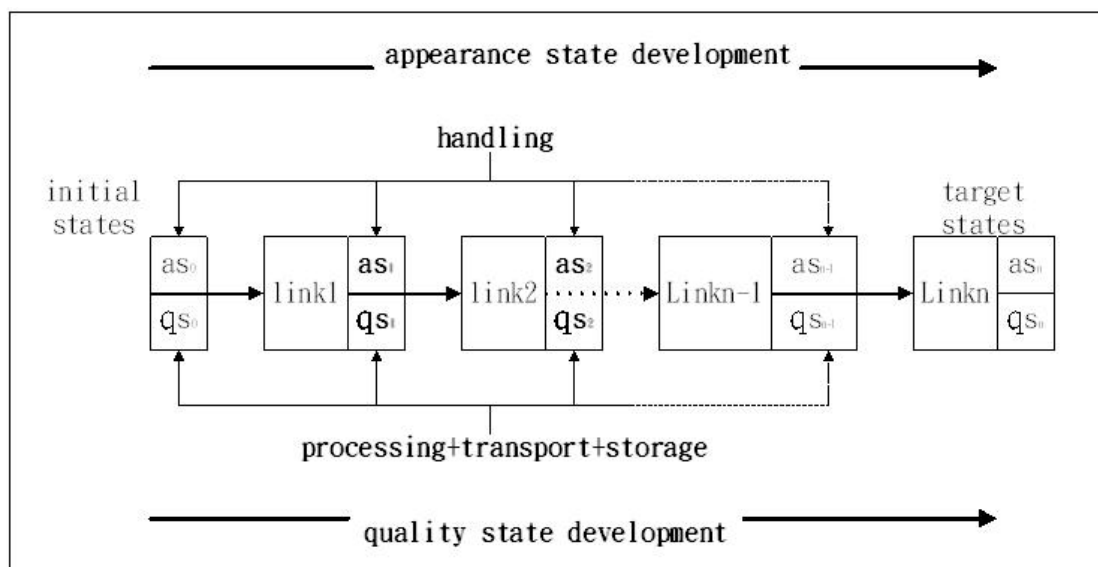 appearance state development
handling
initial
states
target
states
as₀
link1
as₁
link2
as₂
Linkn-1
asₙ₋₁
Linkn
asₙ
qs₀
qs₁
qs₂
qsₙ₋₁
qsₙ
processing+transport+storage
quality state development